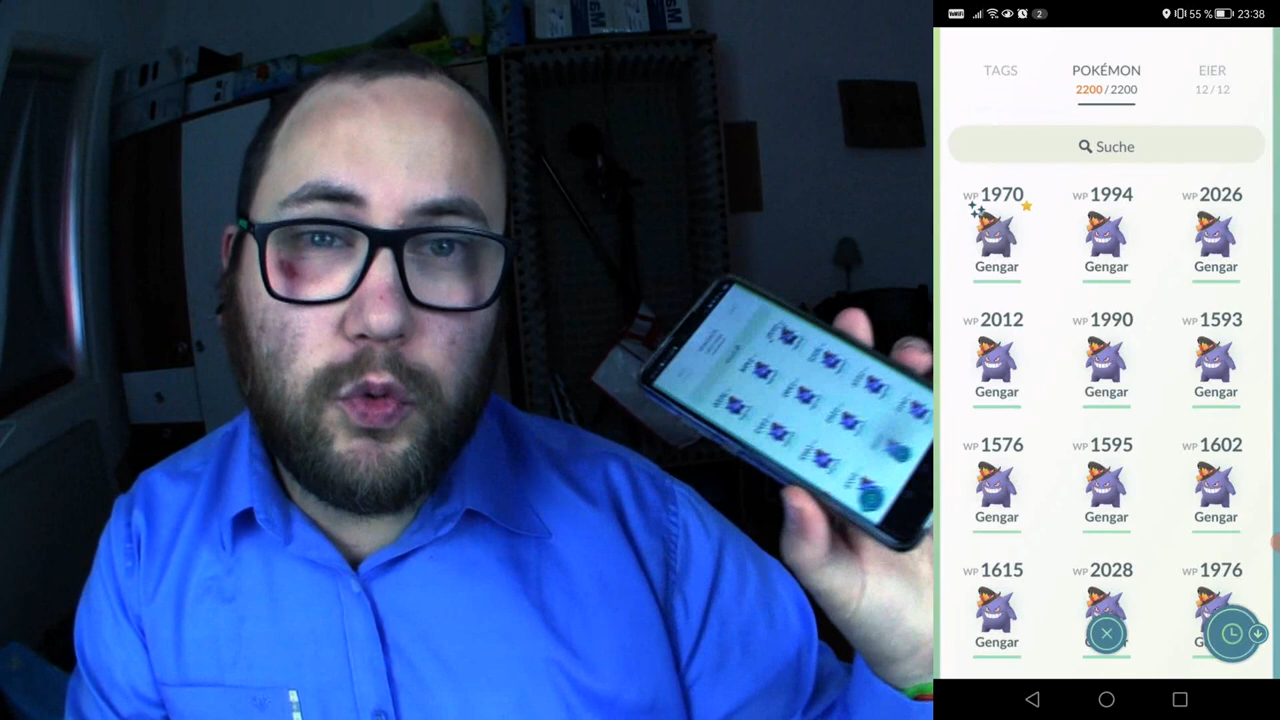 VoWiFi 2 55 % 23:38
TAGS POKÉMON EIER
2200 / 2200 12 / 12
Suche
WP 1970 WP 1994 WP 2026
Gengar Gengar Gengar
WP 2012 WP 1990 WP 1593
Gengar Gengar Gengar
WP 1576 WP 1595 WP 1602
Gengar Gengar Gengar
WP 1615 WP 2028 WP 1976
Gengar